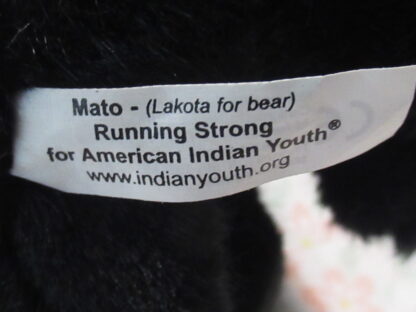 Mato - (Lakota for bear)
Running Strong
for American Indian Youth®
www.indianyouth.org